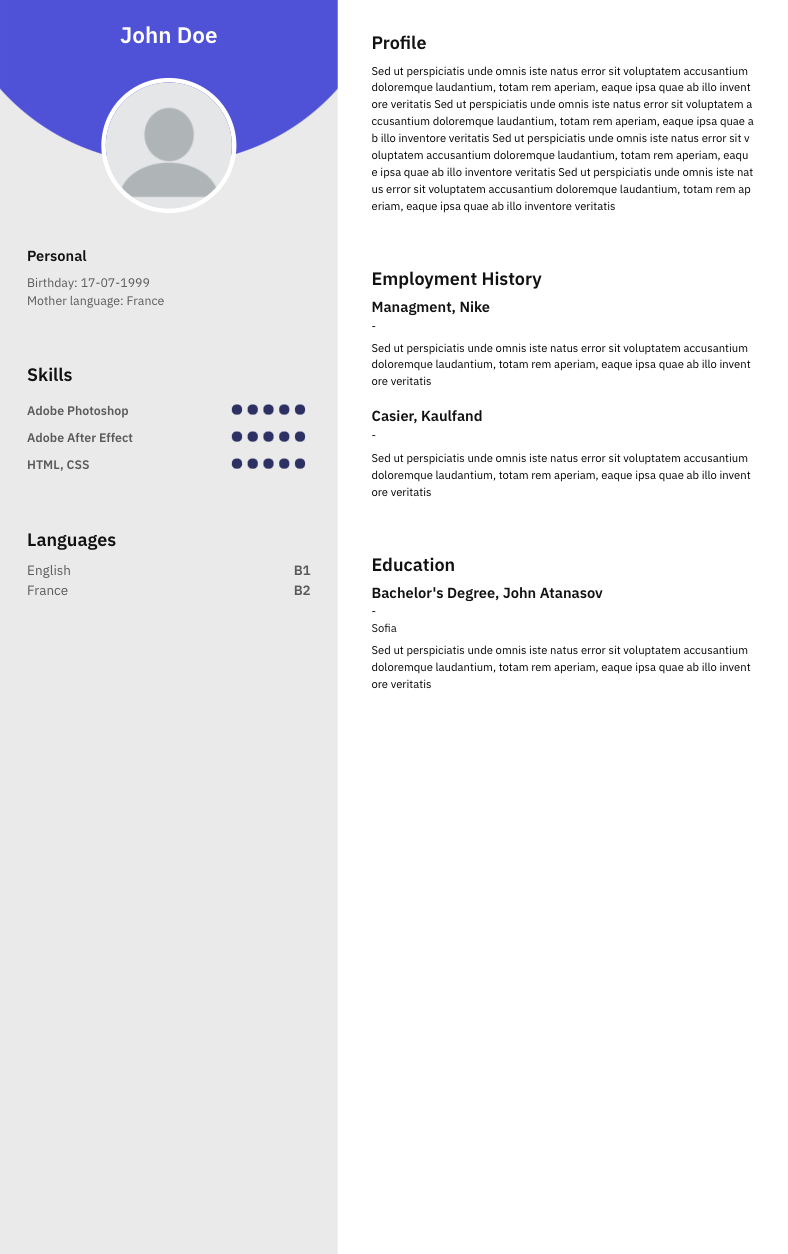 John Doe
Personal
Birthday: 17-07-1999
Mother language: France
Skills
Adobe Photoshop
Adobe After Effect
HTML, CSS
Languages
English B1
France B2
Profile
Sed ut perspiciatis unde omnis iste natus error sit voluptatem accusantium
doloremque laudantium, totam rem aperiam, eaque ipsa quae ab illo invent
ore veritatis Sed ut perspiciatis unde omnis iste natus error sit voluptatem a
ccusantium doloremque laudantium, totam rem aperiam, eaque ipsa quae a
b illo inventore veritatis Sed ut perspiciatis unde omnis iste natus error sit v
oluptatem accusantium doloremque laudantium, totam rem aperiam, eaqu
e ipsa quae ab illo inventore veritatis Sed ut perspiciatis unde omnis iste nat
us error sit voluptatem accusantium doloremque laudantium, totam rem ap
eriam, eaque ipsa quae ab illo inventore veritatis
Employment History
Managment, Nike
-
Sed ut perspiciatis unde omnis iste natus error sit voluptatem accusantium
doloremque laudantium, totam rem aperiam, eaque ipsa quae ab illo invent
ore veritatis
Casier, Kaulfand
-
Sed ut perspiciatis unde omnis iste natus error sit voluptatem accusantium
doloremque laudantium, totam rem aperiam, eaque ipsa quae ab illo invent
ore veritatis
Education
Bachelor's Degree, John Atanasov
-
Sofia
Sed ut perspiciatis unde omnis iste natus error sit voluptatem accusantium
doloremque laudantium, totam rem aperiam, eaque ipsa quae ab illo invent
ore veritatis